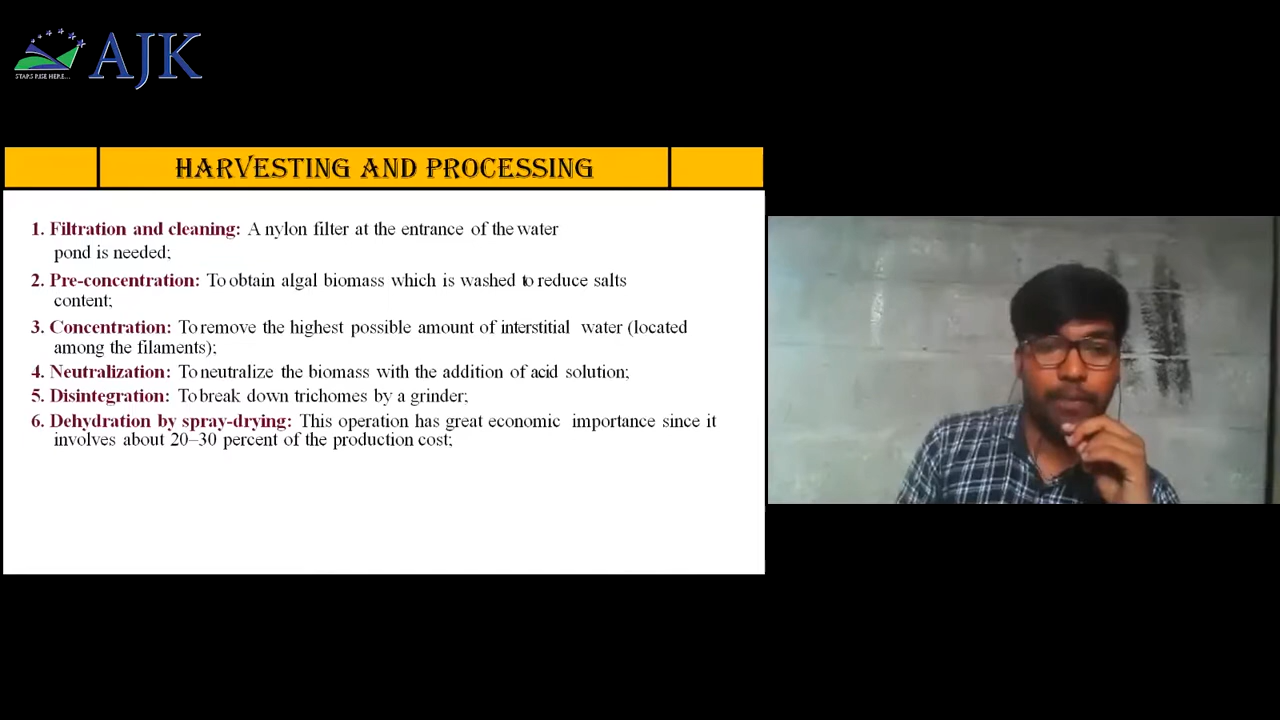 AJK
STARS RISE HERE...
HARVESTING AND PROCESSING
1. Filtration and cleaning: A nylon filter at the entrance of the water
pond is needed;
2. Pre-concentration: To obtain algal biomass which is washed to reduce salts
content;
3. Concentration: To remove the highest possible amount of interstitial water (located
among the filaments);
4. Neutralization: To neutralize the biomass with the addition of acid solution;
5. Disintegration: To break down trichomes by a grinder;
6. Dehydration by spray-drying: This operation has great economic importance since it
involves about 20–30 percent of the production cost;